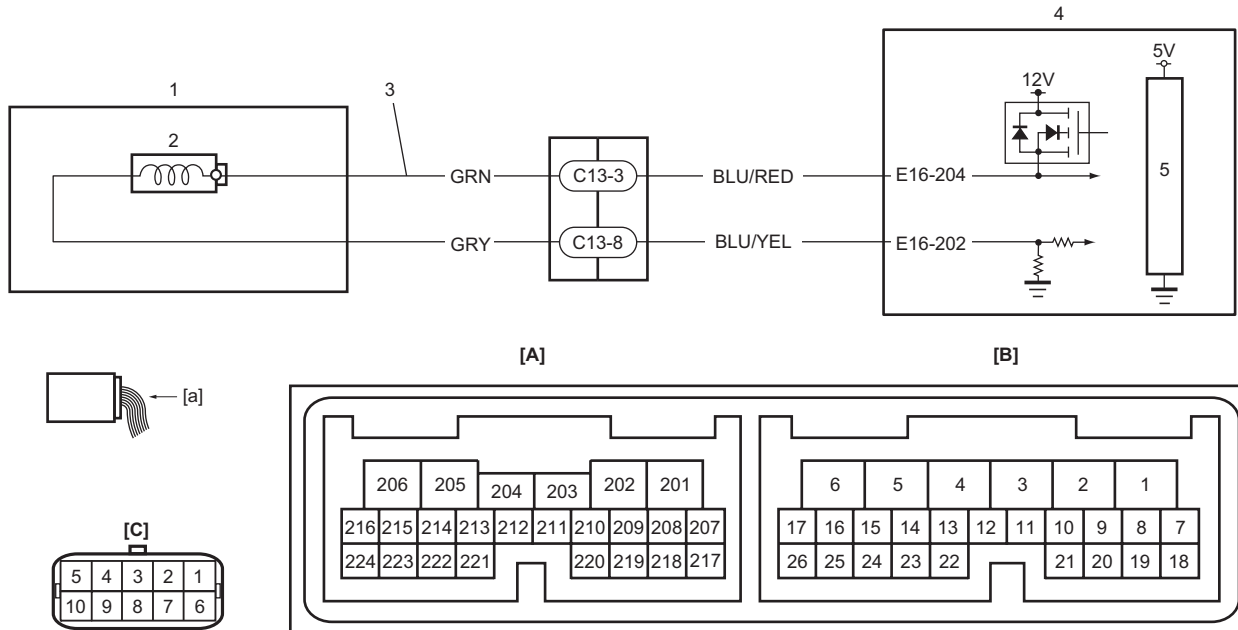 4
5V
1
3
12V
2
GRN
C13-3
BLU/RED
E16-204
5
GRY
C13-8
BLU/YEL
E16-202
[A]
[B]
[a]
206 205 204 203 202 201
6 5 4 3 2 1
216 215 214 213 212 211 210 209 208 207
17 16 15 14 13 12 11 10 9 8 7
224 223 222 221 220 219 218 217
26 25 24 23 22 21 20 19 18
[C]
5 4 3 2 1
10 9 8 7 6